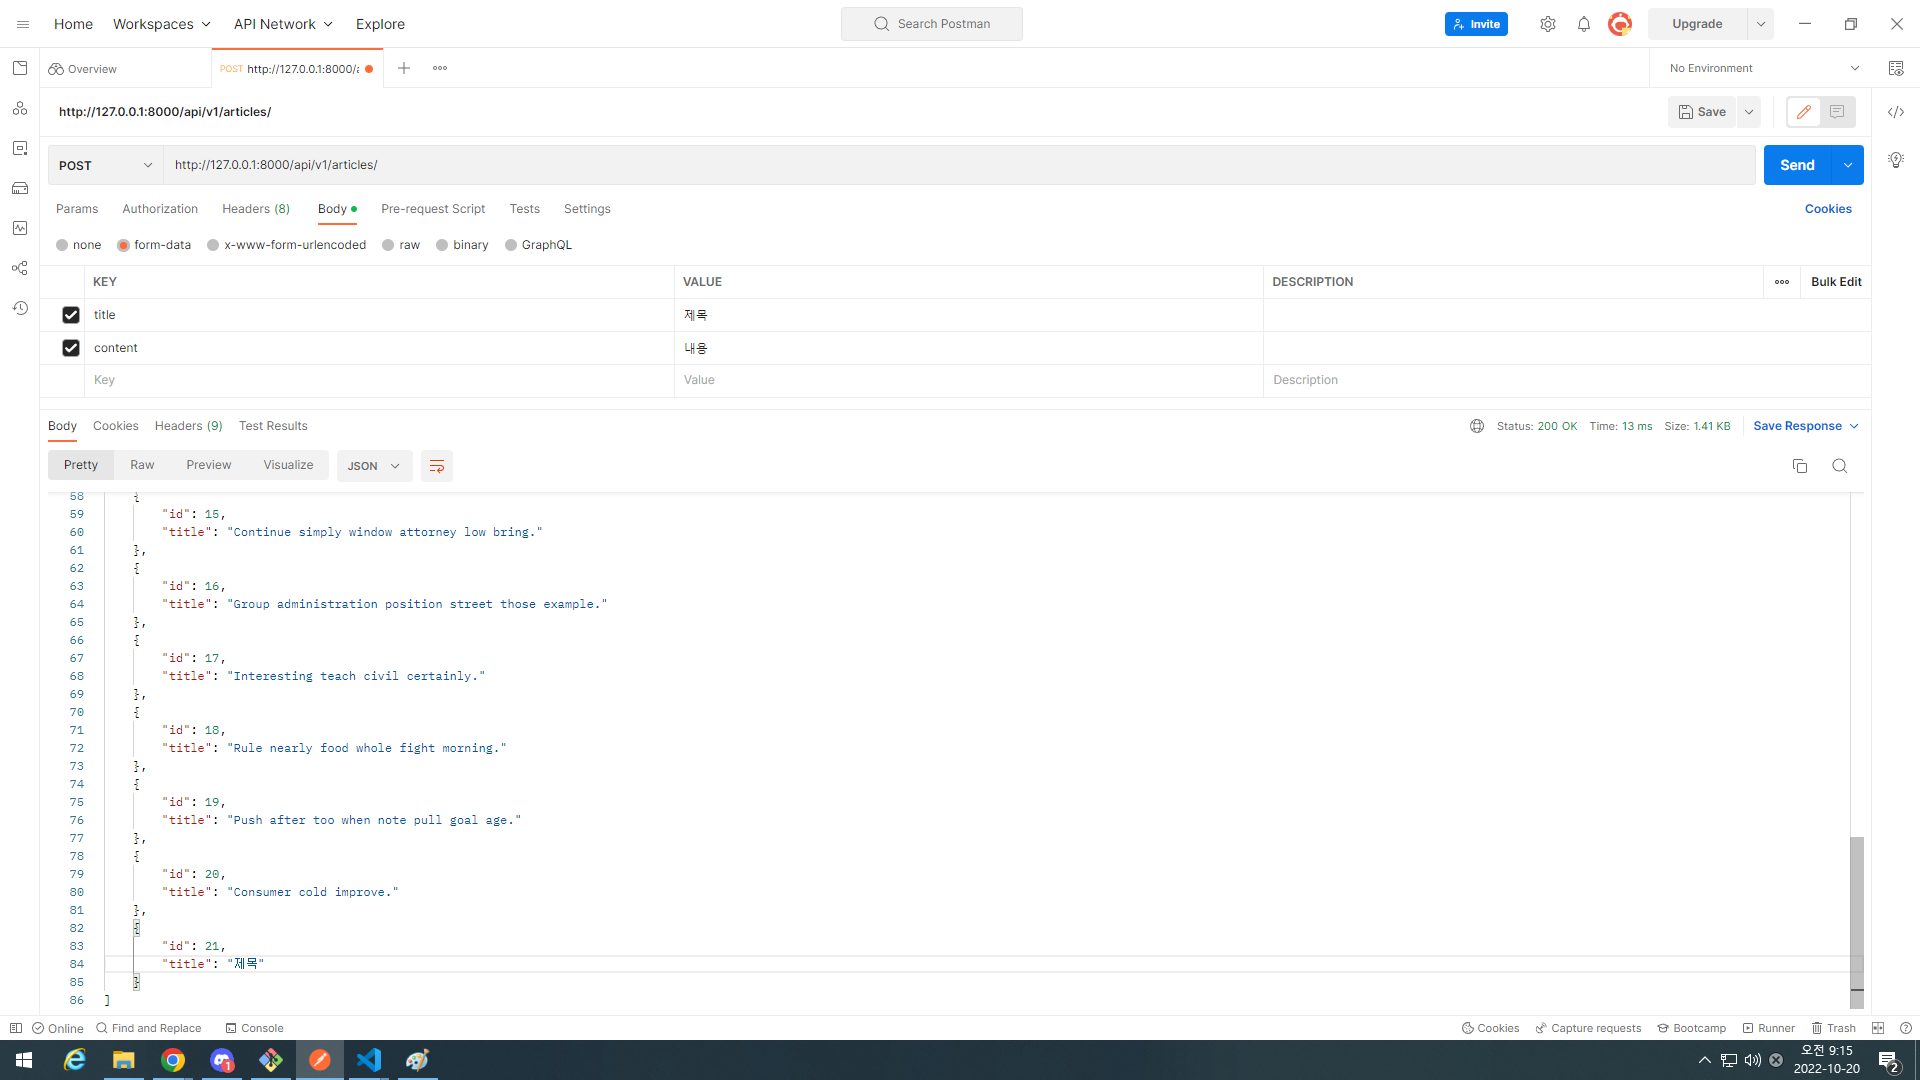 Home Workspaces API Network Explore Search Postman Invite Upgrade
Overview POST http://127.0.0.1:8000/a No Environment
http://127.0.0.1:8000/api/v1/articles/ Save
POST http://127.0.0.1:8000/api/v1/articles/ Send
Params Authorization Headers (8) Body Pre-request Script Tests Settings Cookies
none form-data x-www-form-urlencoded raw binary GraphQL
KEY VALUE DESCRIPTION Bulk Edit
title 제목
content 내용
Key Value Description
Body Cookies Headers (9) Test Results Status: 200 OK Time: 13 ms Size: 1.41 KB Save Response
Pretty Raw Preview Visualize JSON
58 {
59 "id": 15,
60 "title": "Continue simply window attorney low bring."
61 },
62 {
63 "id": 16,
64 "title": "Group administration position street those example."
65 },
66 {
67 "id": 17,
68 "title": "Interesting teach civil certainly."
69 },
70 {
71 "id": 18,
72 "title": "Rule nearly food whole fight morning."
73 },
74 {
75 "id": 19,
76 "title": "Push after too when note pull goal age."
77 },
78 {
79 "id": 20,
80 "title": "Consumer cold improve."
81 },
82 {
83 "id": 21,
84 "title": "제목"
85 }
86 ]
Online Find and Replace Console Cookies Capture requests Bootcamp Runner Trash
1 오전 9:15 2
2022-10-20